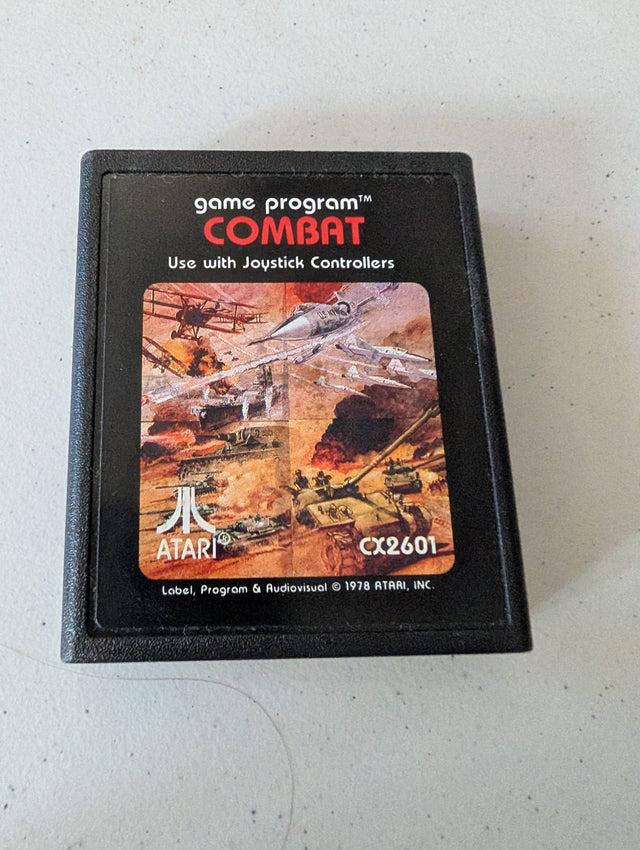 game program™
COMBAT
Use with Joystick Controllers
ATARI®
CX2601
Label, Program & Audiovisual © 1978 ATARI, INC.